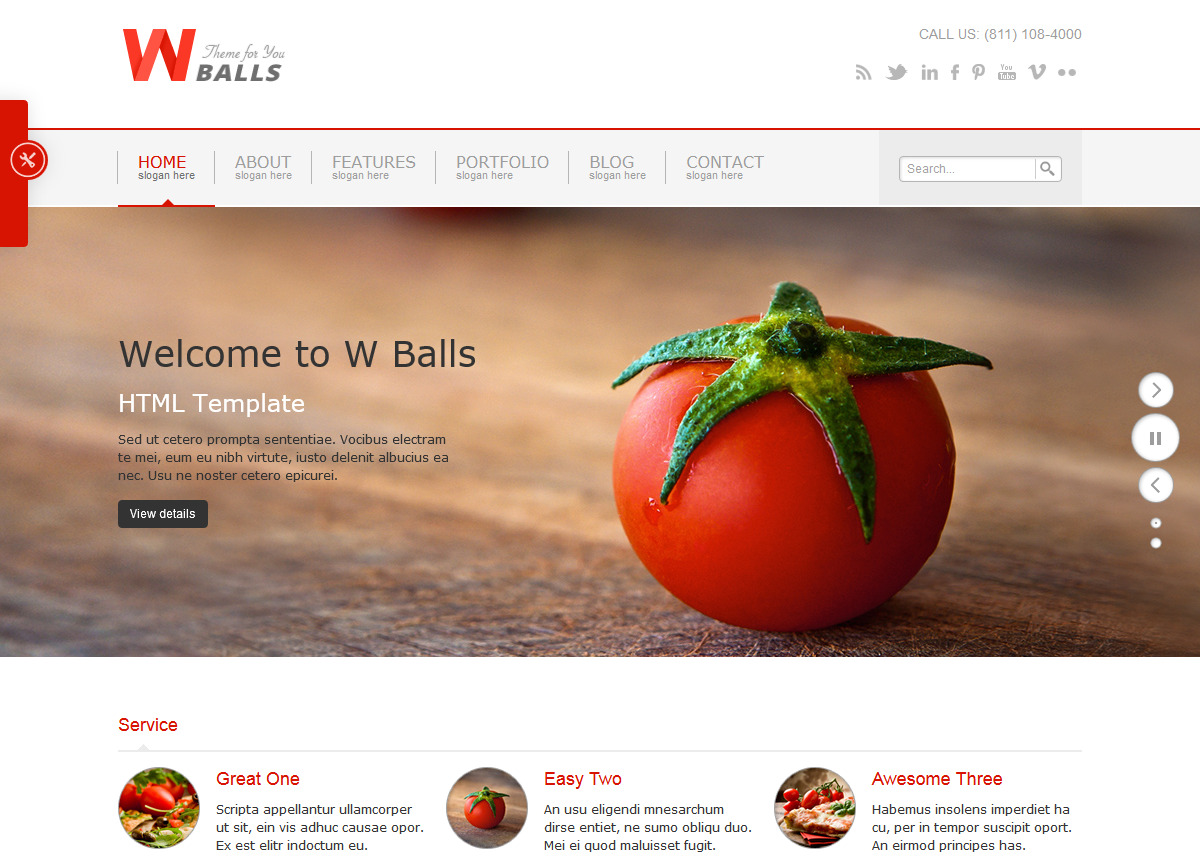 W
Theme for You
BALLS
CALL US: (811) 108-4000
You
Tube
HOME
slogan here
ABOUT
slogan here
FEATURES
slogan here
PORTFOLIO
slogan here
BLOG
slogan here
CONTACT
slogan here
Search...
Welcome to W Balls
HTML Template
Sed ut cetero prompta sententiae. Vocibus electram
te mei, eum eu nibh virtute, iusto delenit albucius ea
nec. Usu ne noster cetero epicurei.
View details
Service
Great One
Scripta appellantur ullamcorper
ut sit, ein vis adhuc causae opor.
Ex est elitr indoctum eu.
Easy Two
An usu eligendi mnesarchum
dirse entiet, ne sumo obliqu duo.
Mei ei quod maluisset fugit.
Awesome Three
Habemus insolens imperdiet ha
cu, per in tempor suscipit oport.
An eirmod principes has.